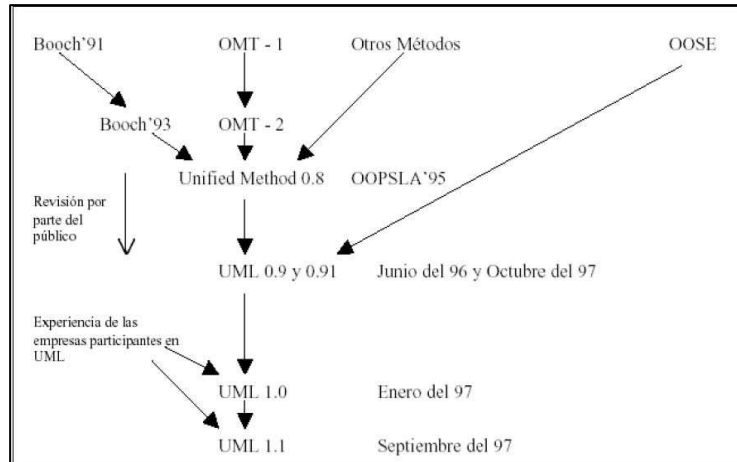 Booch'91 OMT - 1 Otros Métodos OOSE
Booch'93 OMT - 2
Unified Method 0.8 OOPSLA'95
Revisión por
parte del
público
UML 0.9 y 0.91 Junio del 96 y Octubre del 97
Experiencia de las
empresas participantes en
UML
UML 1.0 Enero del 97
UML 1.1 Septiembre del 97